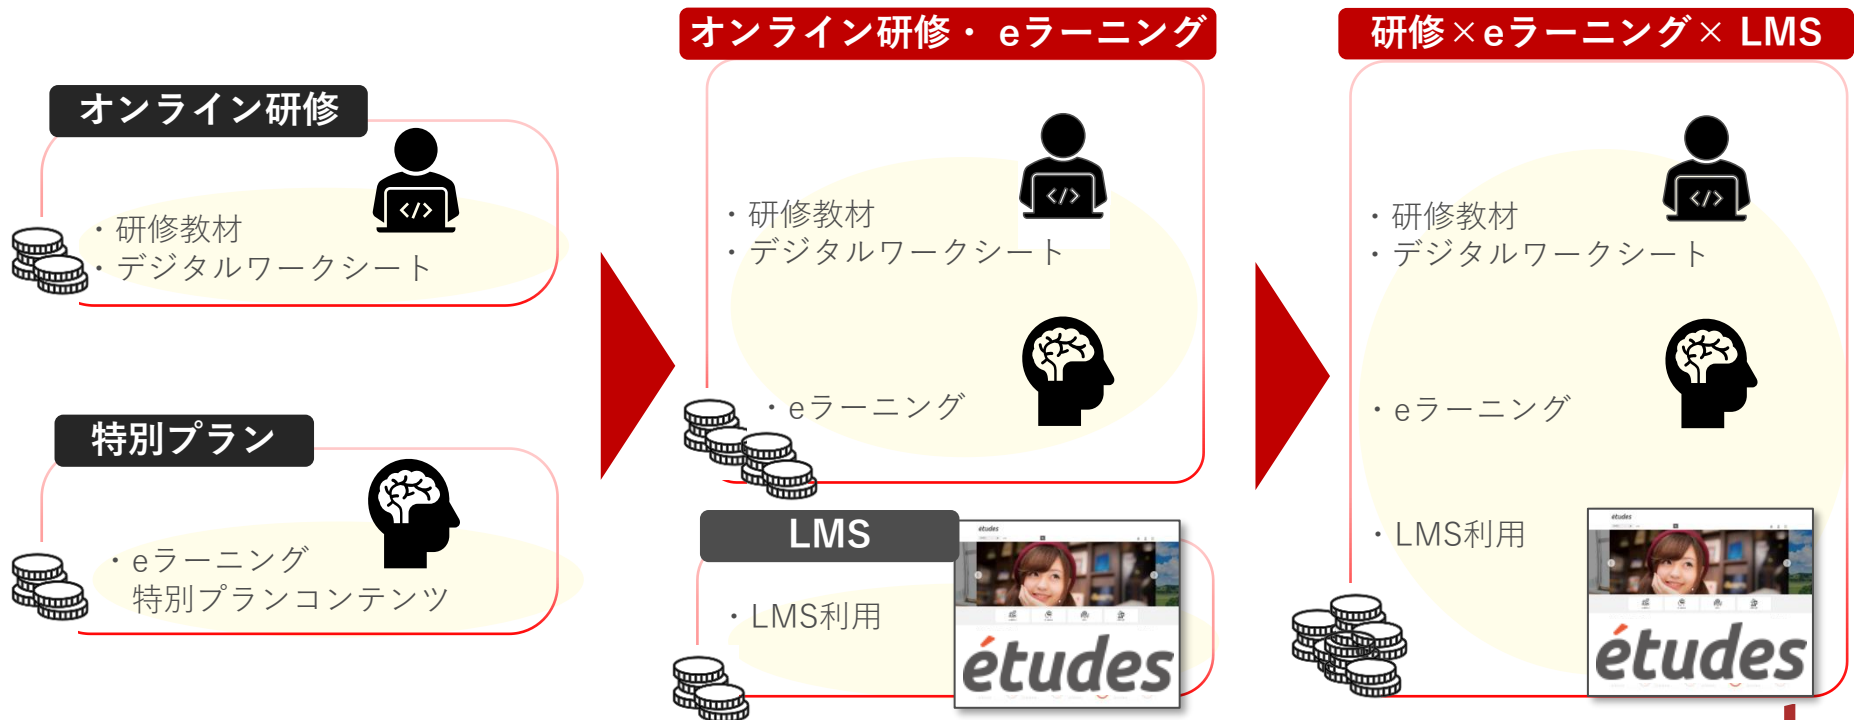 オンライン研修
・研修教材
・デジタルワークシート
特別プラン
・eラーニング
特別プランコンテンツ
オンライン研修・ eラーニング
・研修教材
・デジタルワークシート
・eラーニング
LMS
・LMS利用
études
études
研修×eラーニング× LMS
・研修教材
・デジタルワークシート
・eラーニング
・LMS利用
études
études